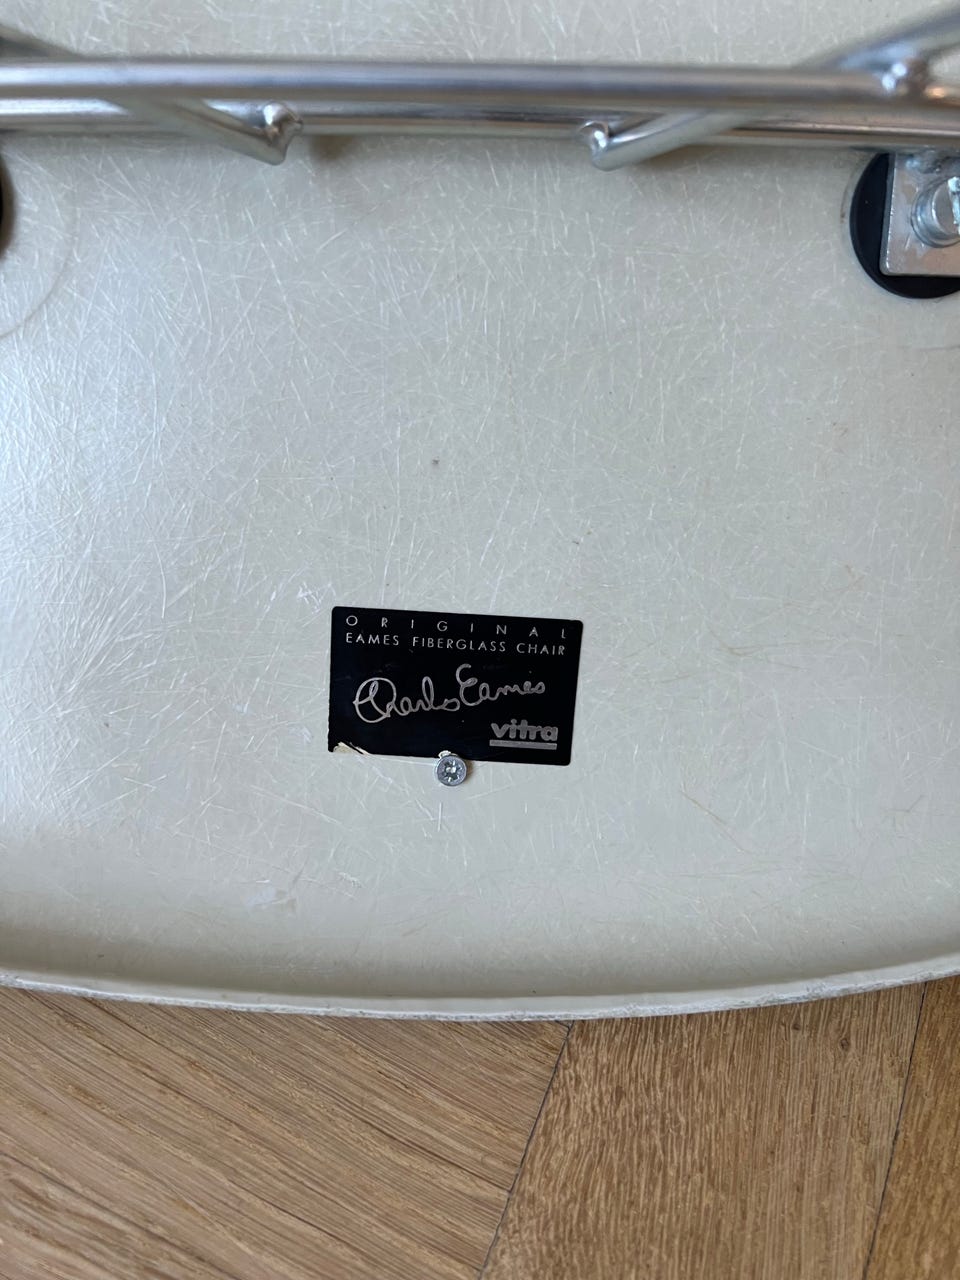 ORIGINAL
EAMES FIBERGLASS CHAIR
Charles Eames
vitra